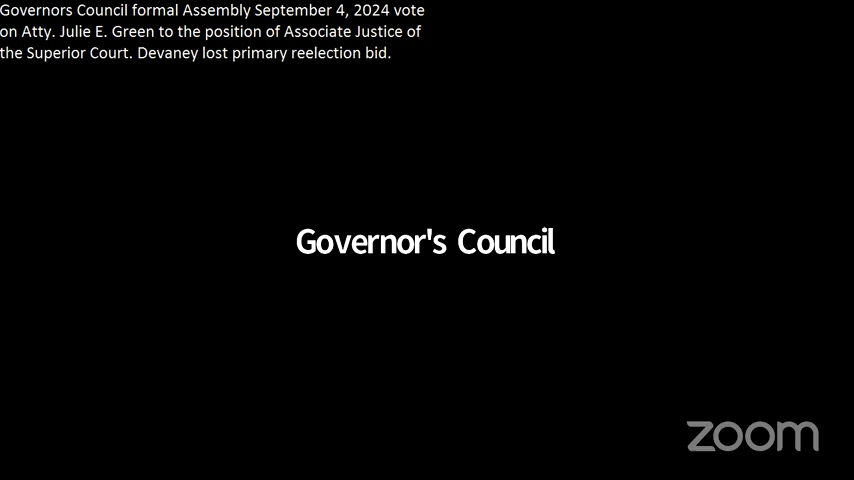 Governors Council formal Assembly September 4, 2024 vote
on Atty. Julie E. Green to the position of Associate Justice of
the Superior Court. Devaney lost primary reelection bid.
Governor's Council
zoom